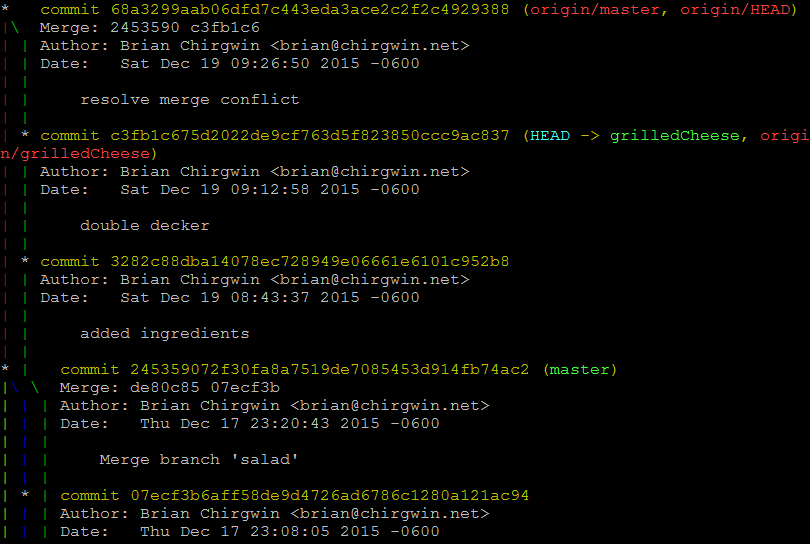 *   commit 68a3299aab06dfd7c443eda3ace2c2f2c4929388 (origin/master, origin/HEAD)
|\  Merge: 2453590 c3fb1c6
| | Author: Brian Chirgwin <brian@chirgwin.net>
| | Date:   Sat Dec 19 09:26:50 2015 -0600
| |
| |     resolve merge conflict
| |
| * commit c3fb1c675d2022de9cf763d5f823850ccc9ac837 (HEAD -> grilledCheese, origi
n/grilledCheese)
| | Author: Brian Chirgwin <brian@chirgwin.net>
| | Date:   Sat Dec 19 09:12:58 2015 -0600
| |
| |     double decker
| |
| * commit 3282c88dba14078ec728949e06661e6101c952b8
| | Author: Brian Chirgwin <brian@chirgwin.net>
| | Date:   Sat Dec 19 08:43:37 2015 -0600
| |
| |     added ingredients
| |
* |   commit 245359072f30fa8a7519de7085453d914fb74ac2 (master)
|\ \  Merge: de80c85 07ecf3b
| | | Author: Brian Chirgwin <brian@chirgwin.net>
| | | Date:   Thu Dec 17 23:20:43 2015 -0600
| | |
| | |     Merge branch 'salad'
| | |
| * | commit 07ecf3b6aff58de9d4726ad6786c1280a121ac94
| | | Author: Brian Chirgwin <brian@chirgwin.net>
| | | Date:   Thu Dec 17 23:08:05 2015 -0600